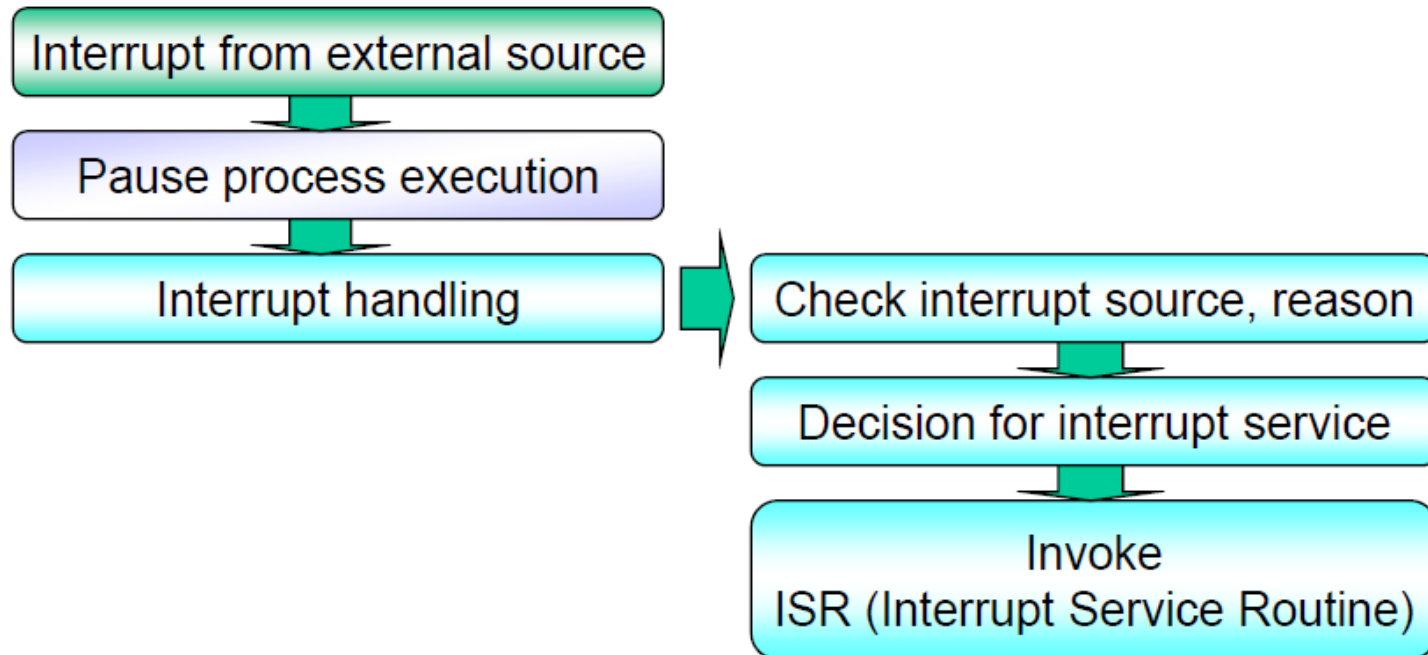 Interrupt from external source
Pause process execution
Interrupt handling
Check interrupt source, reason
Decision for interrupt service
Invoke
ISR (Interrupt Service Routine)